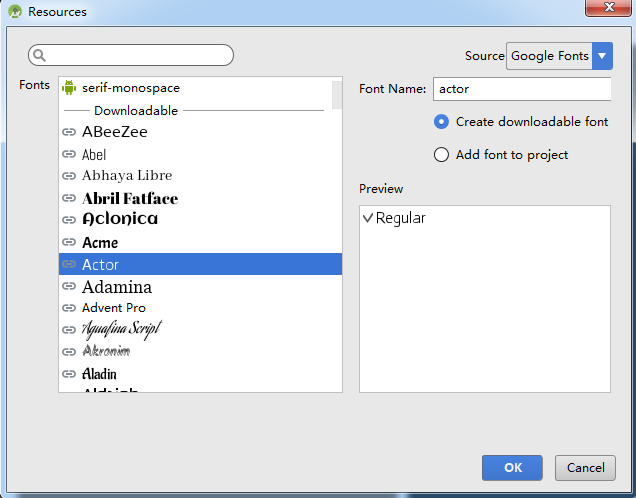 Resources
Source
Google Fonts
Fonts
serif-monospace
Downloadable
ABeeZee
Abel
Abhaya Libre
Abril Fatface
Aclonica
Acme
Actor
Adamina
Advent Pro
Aguafina Script
Akronim
Aladin
Font Name:
actor
Create downloadable font
Add font to project
Preview
Regular
OK
Cancel